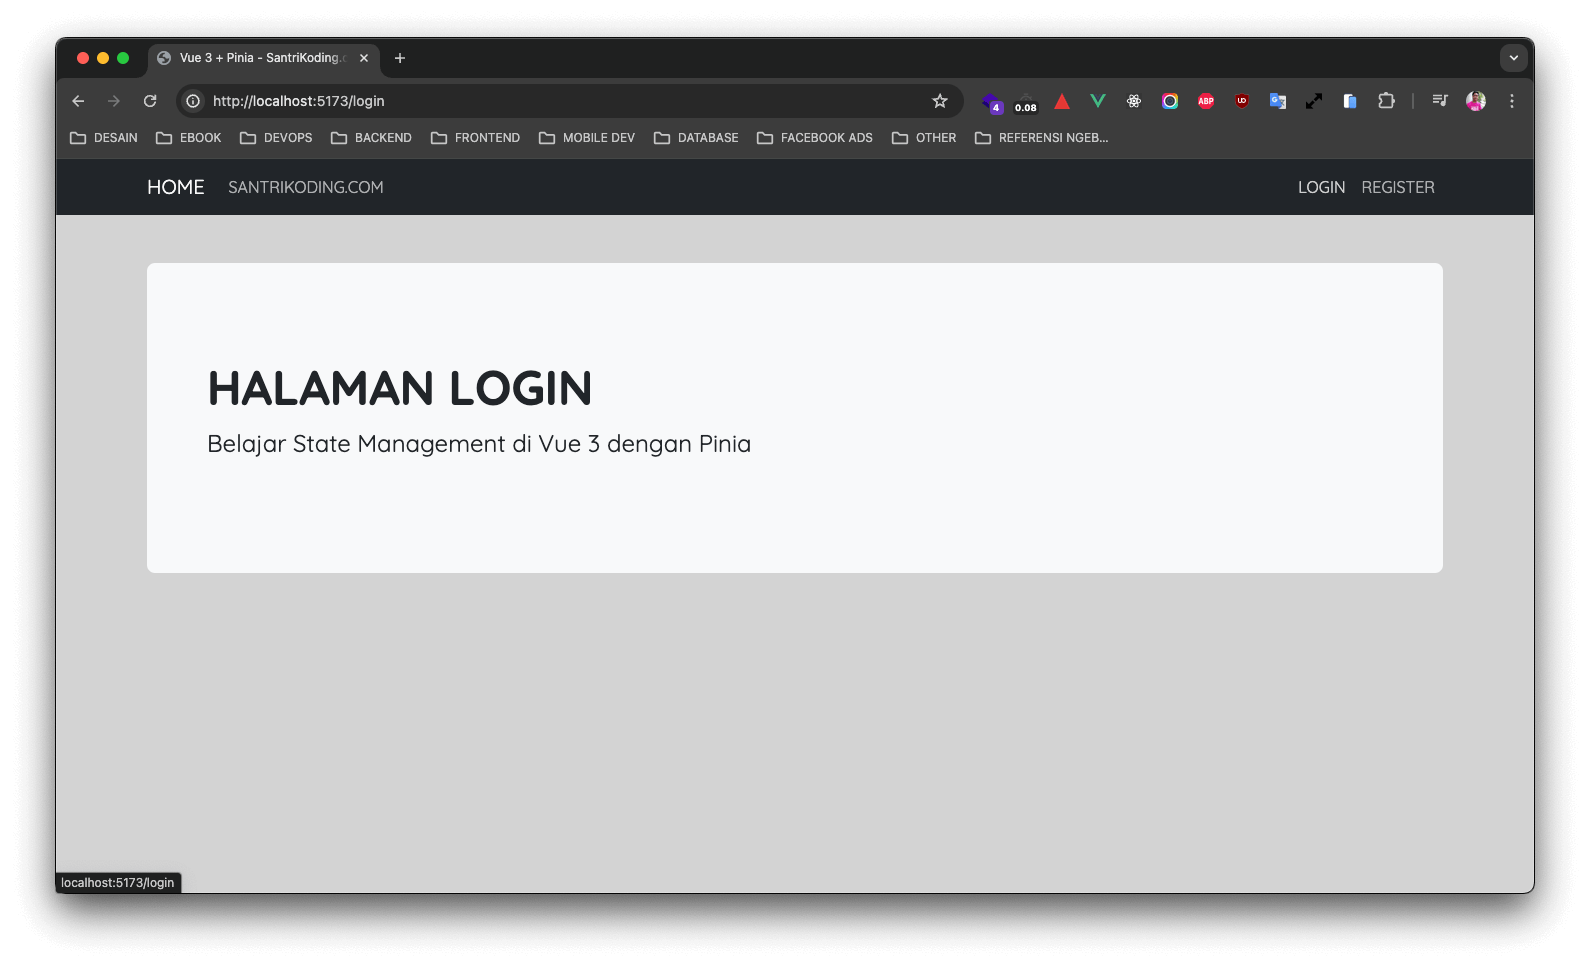 Vue 3 + Pinia - SantriKoding.c
http://localhost:5173/login
4
0.08
ABP
DESAIN EBOOK DEVOPS BACKEND FRONTEND MOBILE DEV DATABASE FACEBOOK ADS OTHER REFERENSI NGEB...
HOME SANTRIKODING.COM LOGIN REGISTER
HALAMAN LOGIN
Belajar State Management di Vue 3 dengan Pinia
localhost:5173/login